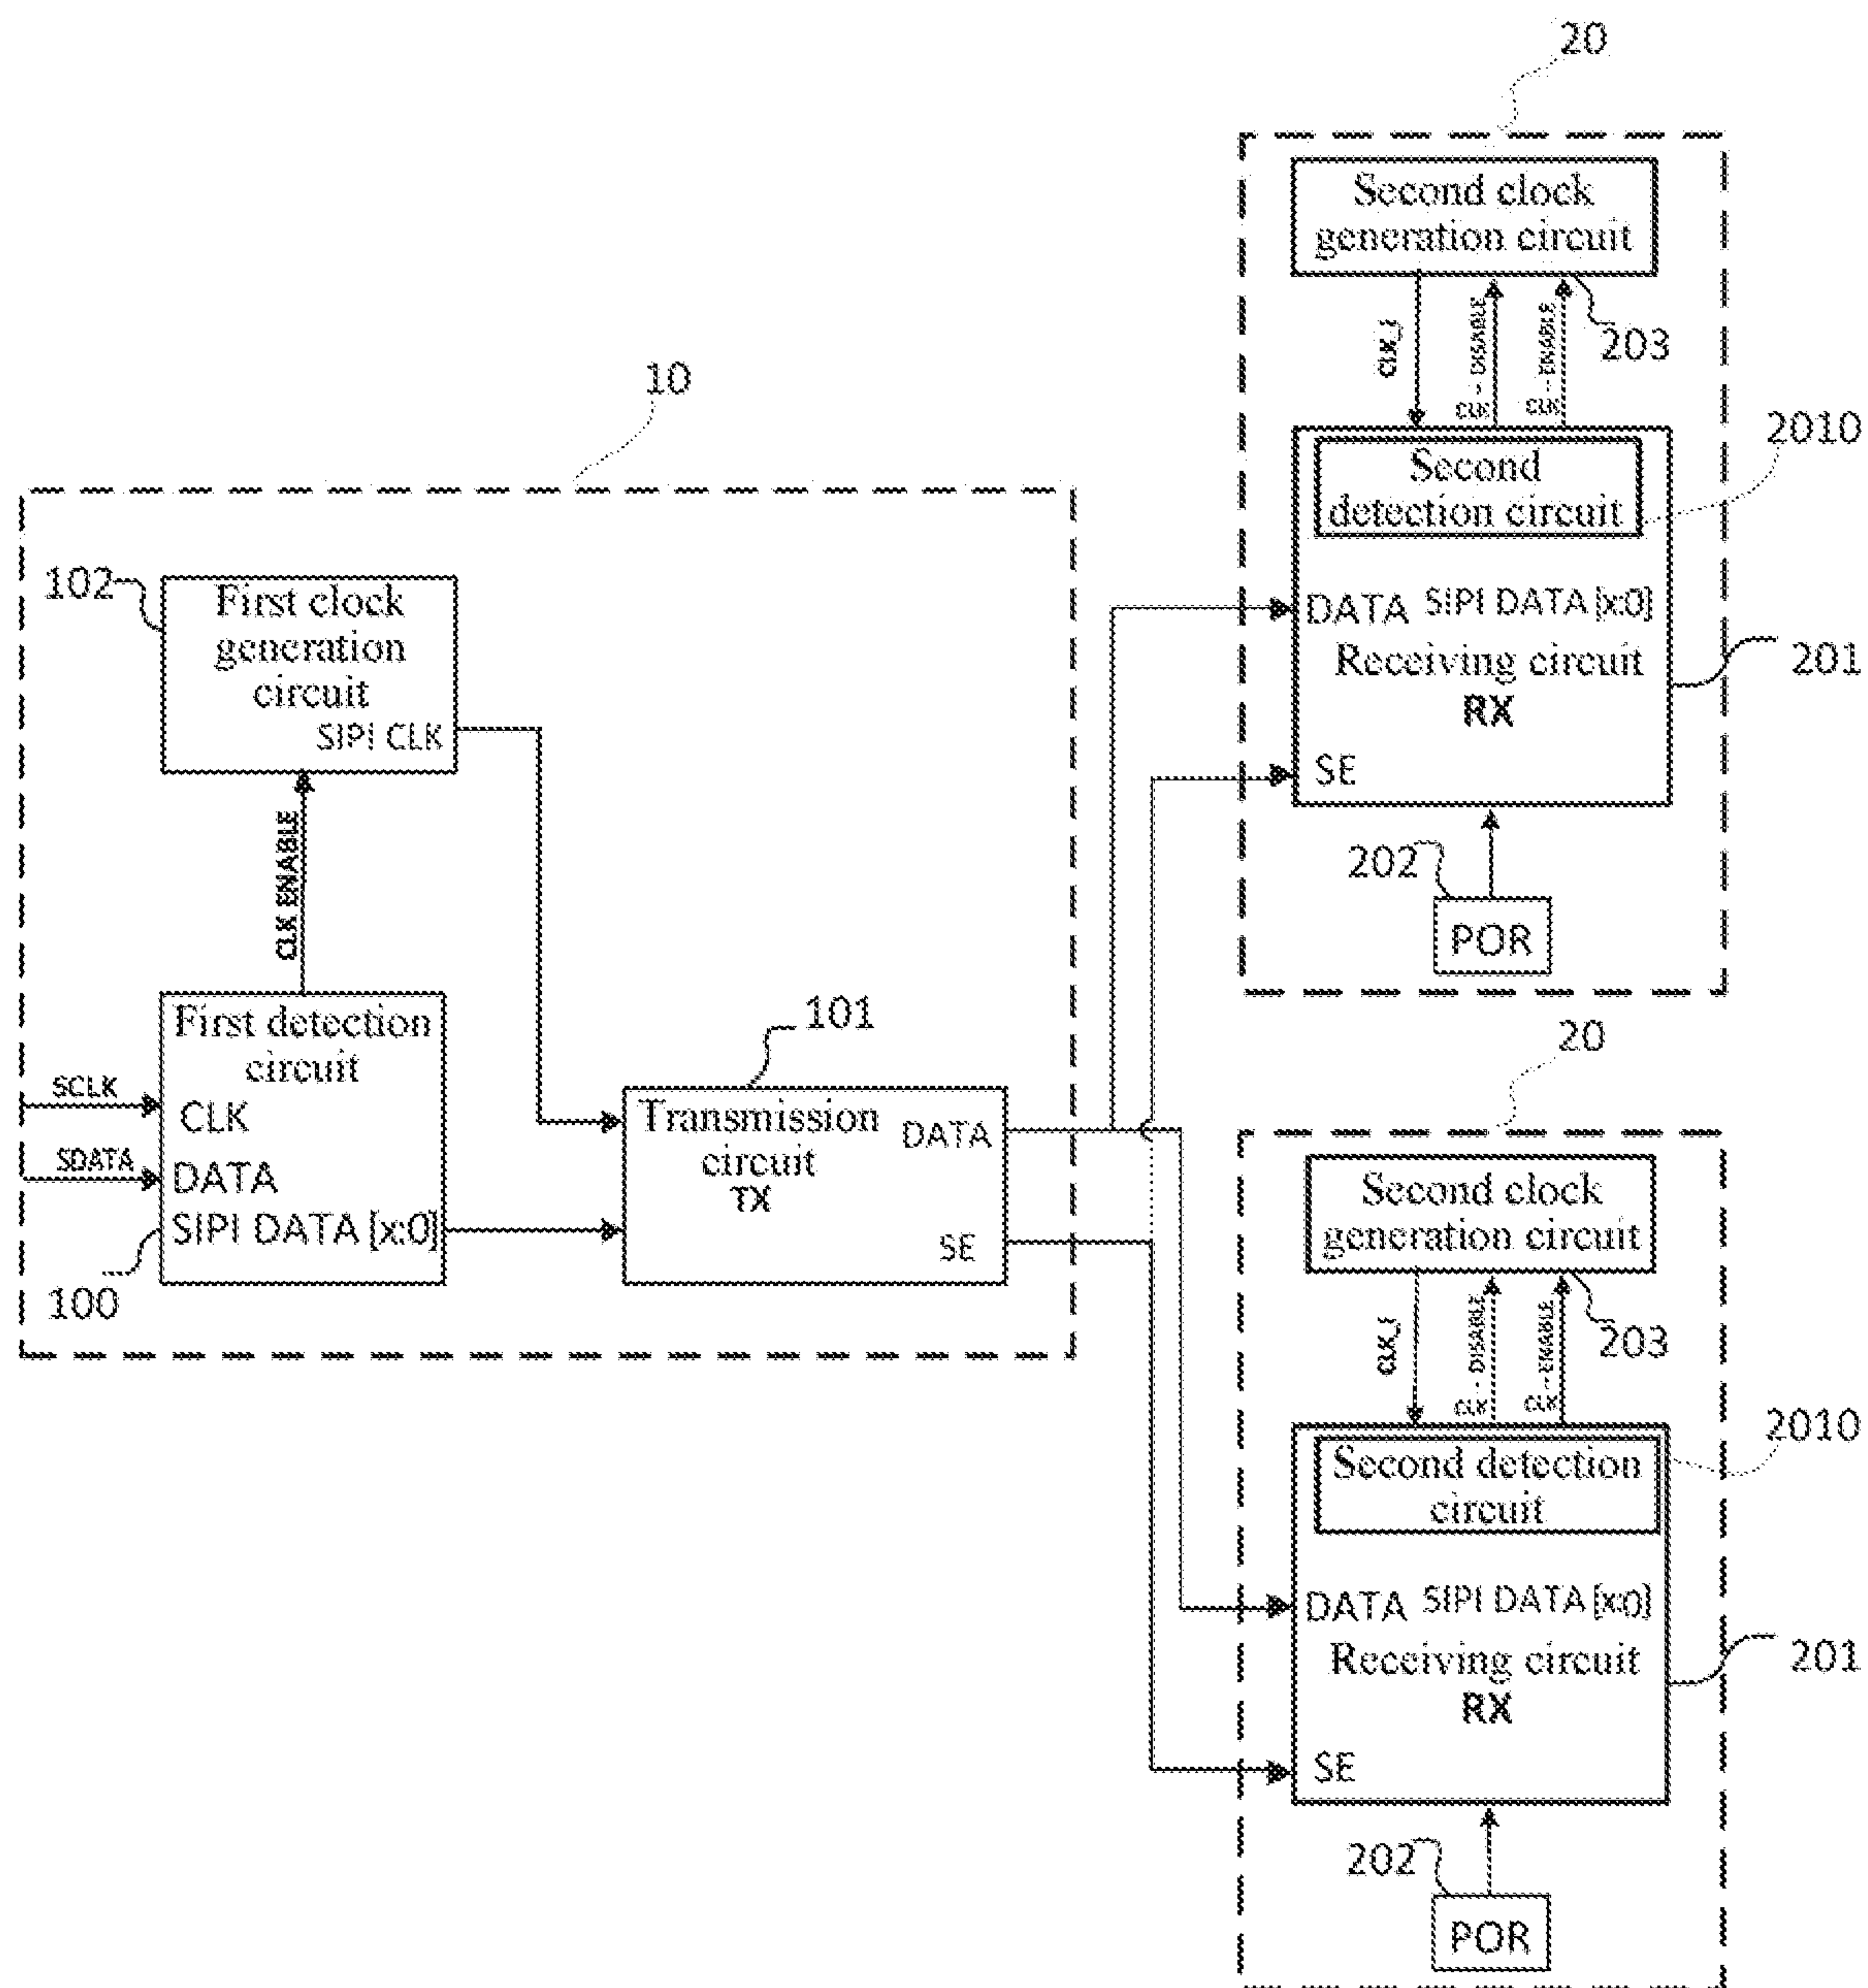 20
Second clock
generation circuit
203
CLK - DISABLE
CLK - ENABLE
10
2010
Second
detection circuit
102
First clock
generation
circuit
SIPI CLK
DATA SIPI DATA [x:0]
Receiving circuit
RX
201
SE
CLK ENABLE
202
POR
First detection
circuit
101
20
SCLK
CLK
SDATA
DATA
SIPI DATA [x:0]
100
Transmission
circuit
TX
DATA
SE
Second clock
generation circuit
203
CLK - DISABLE
CLK - ENABLE
2010
Second detection
circuit
DATA SIPI DATA [x:0]
Receiving circuit
RX
201
SE
202
POR